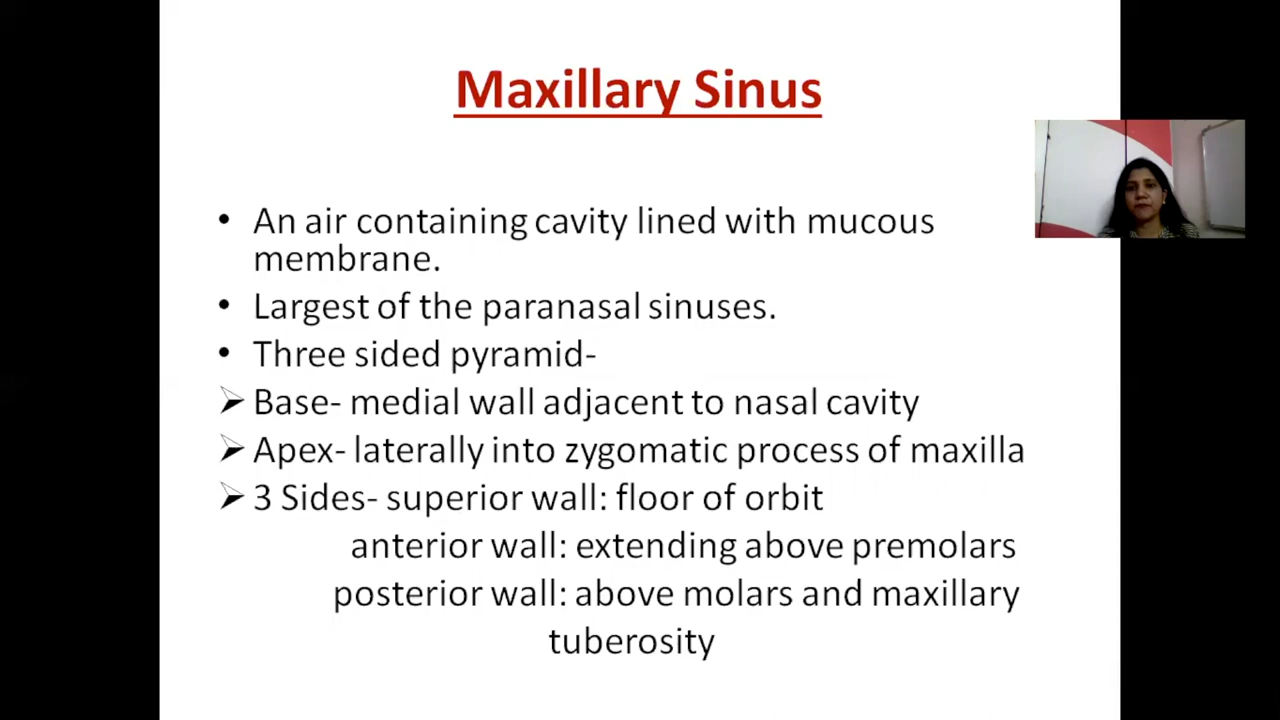 Maxillary Sinus
• An air containing cavity lined with mucous
membrane.
• Largest of the paranasal sinuses.
• Three sided pyramid-
➢ Base- medial wall adjacent to nasal cavity
➢ Apex- laterally into zygomatic process of maxilla
➢ 3 Sides- superior wall: floor of orbit
anterior wall: extending above premolars
posterior wall: above molars and maxillary
tuberosity